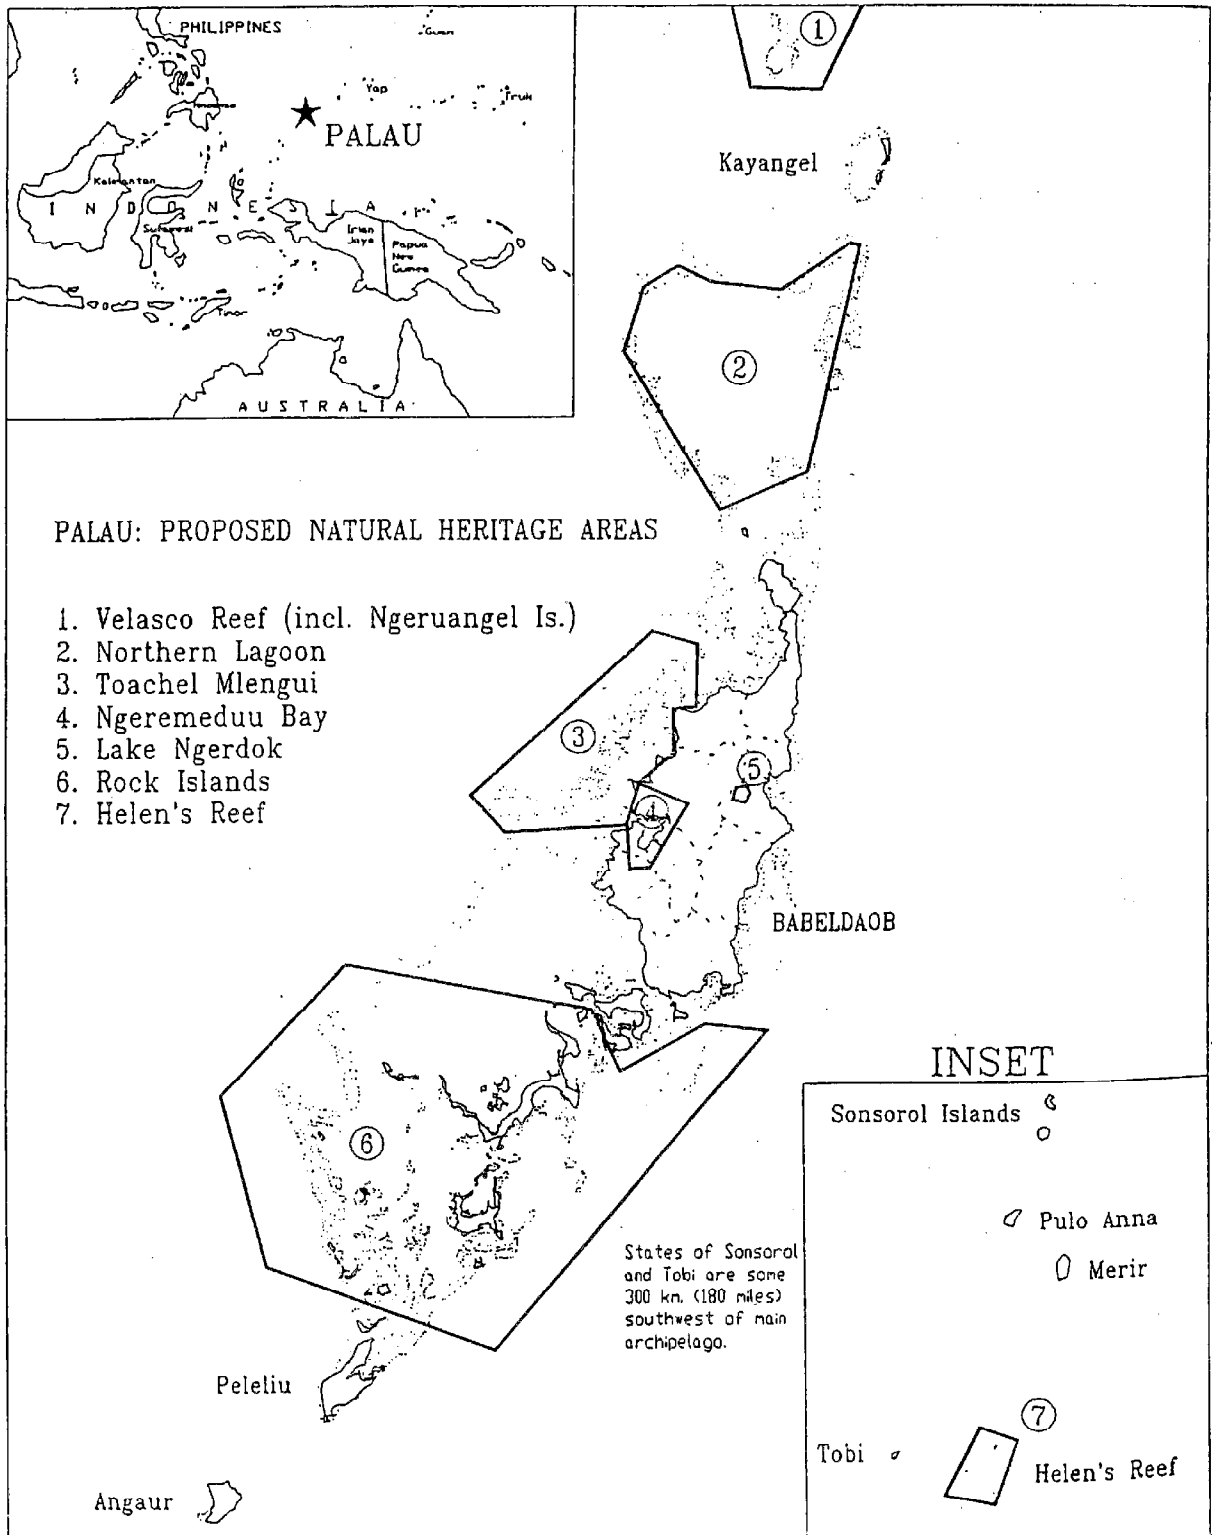 PHILIPPINES
Guam
Yap
Truk
PALAU
Kalimantan
INDONESIA
Sulawesi
Irian
Jaya
Papua
New
Guinea
Timor
AUSTRALIA
1
Kayangel
2
PALAU: PROPOSED NATURAL HERITAGE AREAS
1. Velasco Reef (incl. Ngeruangel Is.)
2. Northern Lagoon
3. Toachel Mlengui
4. Ngeremeduu Bay
5. Lake Ngerdok
6. Rock Islands
7. Helen's Reef
3
5
4
BABELDAOB
6
INSET
Sonsorol Islands
Pulo Anna
Merir
States of Sonsorol
and Tobi are some
300 km. (180 miles)
southwest of main
archipelago.
Peleliu
7
Tobi
Helen's Reef
Angaur